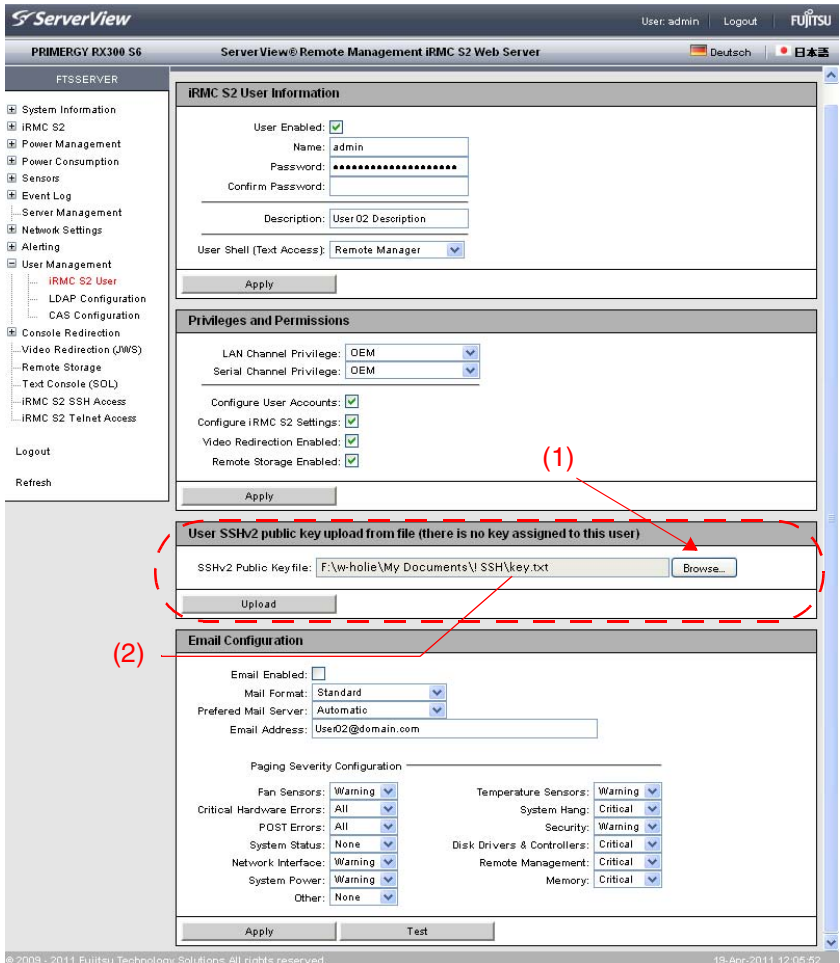 ServerView
User: admin Logout FUJITSU
PRIMERGY RX300 S6 ServerView® Remote Management iRMC S2 Web Server Deutsch 日本語
FTSSERVER
System Information
iRMC S2
Power Management
Power Consumption
Sensors
Event Log
Server Management
Network Settings
Alerting
User Management
iRMC S2 User
LDAP Configuration
CAS Configuration
Console Redirection
Video Redirection (JWS)
Remote Storage
Text Console (SOL)
iRMC S2 SSH Access
iRMC S2 Telnet Access
Logout
Refresh
iRMC S2 User Information
User Enabled:
Name: admin
Password: ••••••••••••••••••••
Confirm Password:
Description: User 02 Description
User Shell (Text Access): Remote Manager
Apply
Privileges and Permissions
LAN Channel Privilege: OEM
Serial Channel Privilege: OEM
Configure User Accounts:
Configure iRMC S2 Settings:
Video Redirection Enabled:
Remote Storage Enabled:
(1)
Apply
User SSHv2 public key upload from file (there is no key assigned to this user)
SSHv2 Public Keyfile: F:\w-holie\My Documents\! SSH\key.txt Browse...
Upload
(2)
Email Configuration
Email Enabled:
Mail Format: Standard
Prefered Mail Server: Automatic
Email Address: User02@domain.com
Paging Severity Configuration
Fan Sensors: Warning Temperature Sensors: Warning
Critical Hardware Errors: All System Hang: Critical
POST Errors: All Security: Warning
System Status: None Disk Drivers & Controllers: Critical
Network Interface: Warning Remote Management: Critical
System Power: Warning Memory: Critical
Other: None
Apply Test
© 2009 - 2011 Fujitsu Technology Solutions All rights reserved. 19-Apr-2011 12:05:52